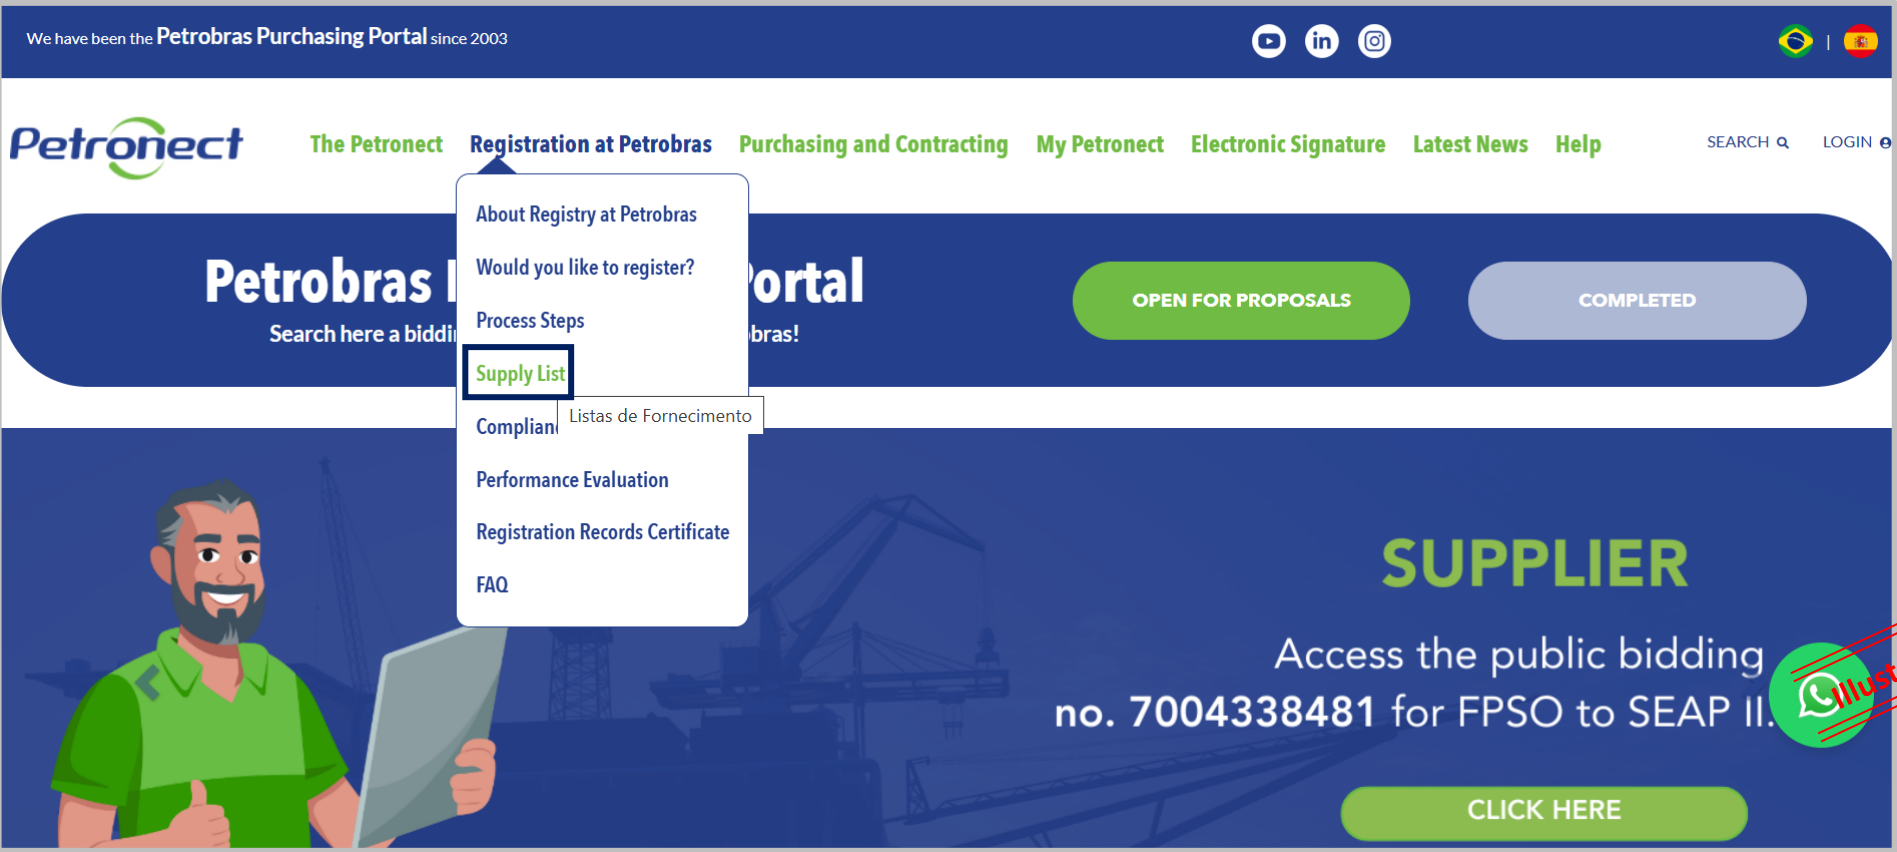 We have been the Petrobras Purchasing Portal since 2003
Petronect
The Petronect
Registration at Petrobras
Purchasing and Contracting
My Petronect
Electronic Signature
Latest News
Help
SEARCH
LOGIN
About Registry at Petrobras
Would you like to register?
Process Steps
Supply List
Listas de Fornecimento
Performance Evaluation
Registration Records Certificate
FAQ
Petrobras
ortal
Search here a
bras!
OPEN FOR PROPOSALS
COMPLETED
SUPPLIER
Access the public bidding
no. 7004338481 for FPSO to SEAP II.
CLICK HERE